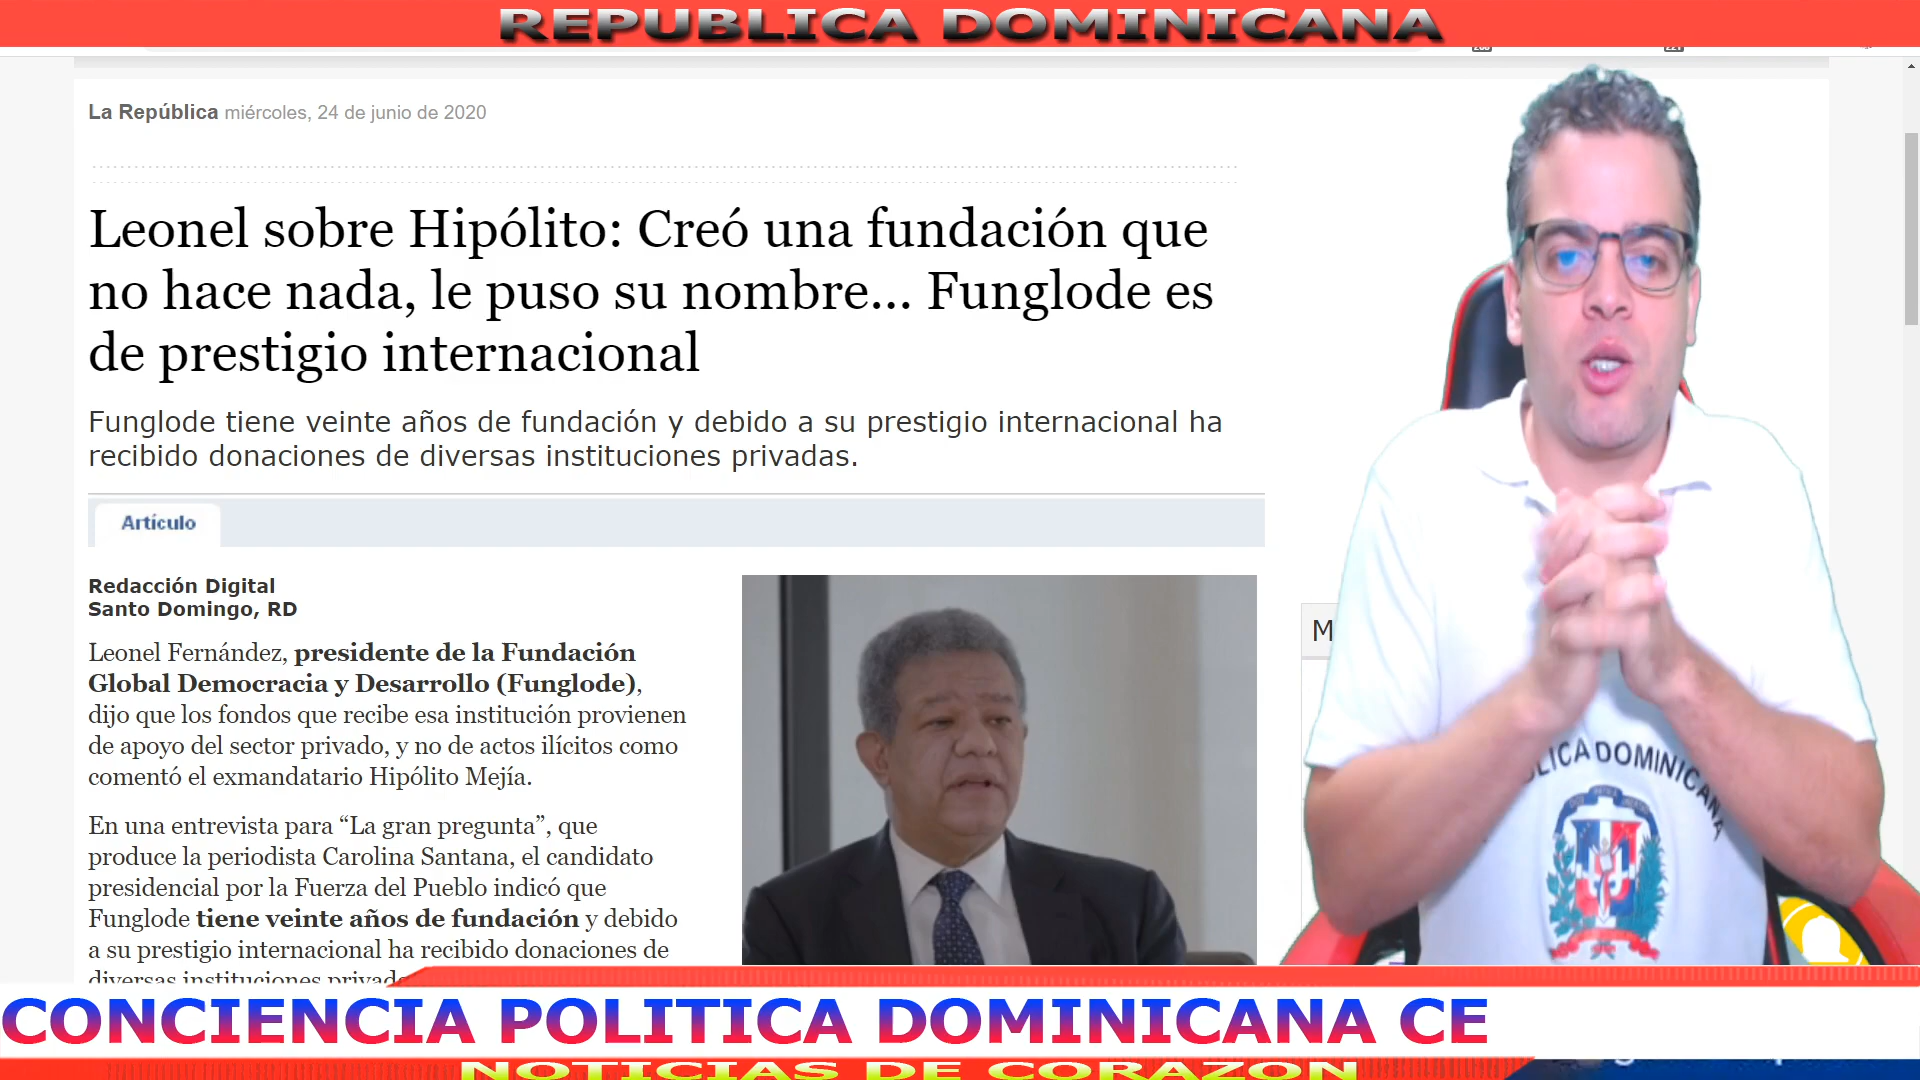 REPUBLICA DOMINICANA
La República miércoles, 24 de junio de 2020
Leonel sobre Hipólito: Creó una fundación que
no hace nada, le puso su nombre... Funglode es
de prestigio internacional
Funglode tiene veinte años de fundación y debido a su prestigio internacional ha
recibido donaciones de diversas instituciones privadas.
Artículo
Redacción Digital
Santo Domingo, RD
Leonel Fernández, presidente de la Fundación
Global Democracia y Desarrollo (Funglode),
dijo que los fondos que recibe esa institución provienen
de apoyo del sector privado, y no de actos ilícitos como
comentó el exmandatario Hipólito Mejía.
En una entrevista para “La gran pregunta”, que
produce la periodista Carolina Santana, el candidato
presidencial por la Fuerza del Pueblo indicó que
Funglode tiene veinte años de fundación y debido
a su prestigio internacional ha recibido donaciones de
diversas instituciones privad
M
BLICA DOMINICANA
CONCIENCIA POLITICA DOMINICANA CE
NOTICIAS DE CORAZON